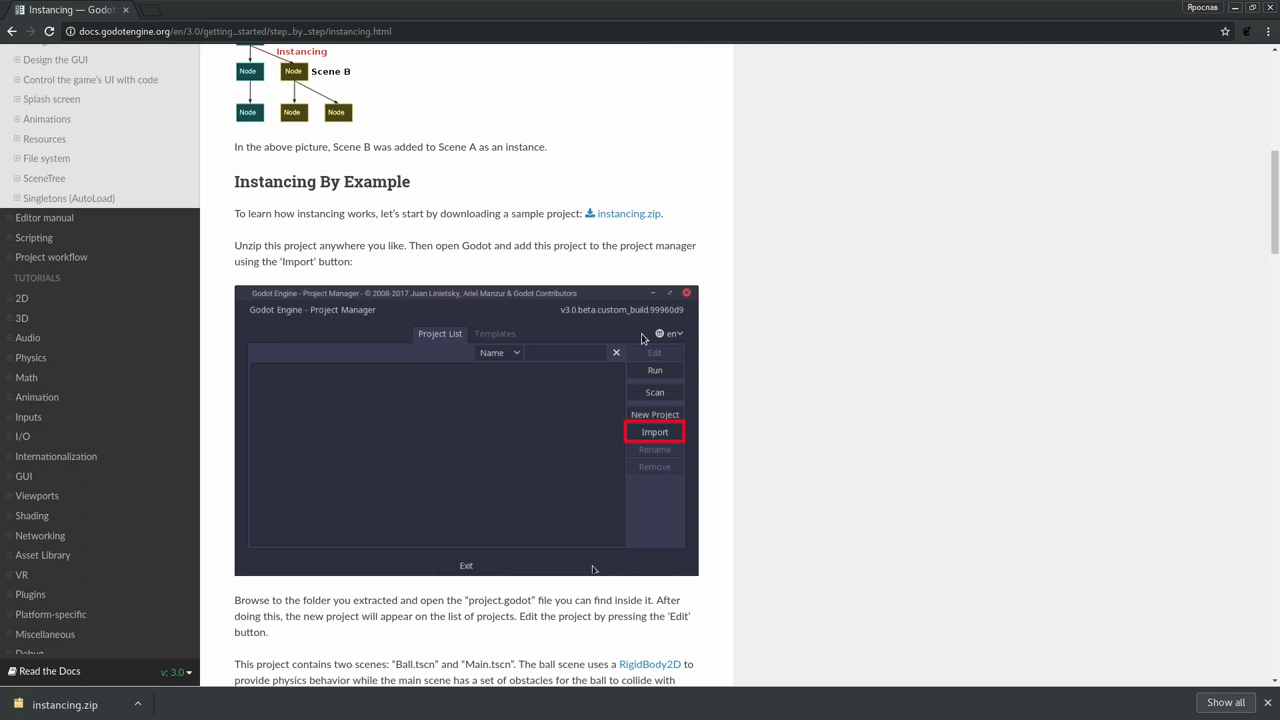 Instancing — Godot
Ярослав
docs.godotengine.org/en/3.0/getting_started/step_by_step/instancing.html
Design the GUI
Control the game's UI with code
Splash screen
Animations
Resources
File system
SceneTree
Singletons (AutoLoad)
Editor manual
Scripting
Project workflow
TUTORIALS
2D
3D
Audio
Physics
Math
Animation
Inputs
I/O
Internationalization
GUI
Viewports
Shading
Networking
Asset Library
VR
Plugins
Platform-specific
Miscellaneous
Debug
Read the Docs
v: 3.0
Instancing
Node
Node
Scene B
Node
Node
Node
In the above picture, Scene B was added to Scene A as an instance.
Instancing By Example
To learn how instancing works, let's start by downloading a sample project: instancing.zip.
Unzip this project anywhere you like. Then open Godot and add this project to the project manager
using the 'Import' button:
Godot Engine - Project Manager - © 2008-2017 Juan Linietsky, Ariel Manzur & Godot Contributors
Godot Engine - Project Manager
v3.0.beta.custom_build.99960d9
Project List
Templates
en
Name
Edit
Run
Scan
New Project
Import
Rename
Remove
Exit
Browse to the folder you extracted and open the “project.godot” file you can find inside it. After
doing this, the new project will appear on the list of projects. Edit the project by pressing the ‘Edit’
button.
This project contains two scenes: “Ball.tscn” and “Main.tscn”. The ball scene uses a RigidBody2D to
provide physics behavior while the main scene has a set of obstacles for the ball to collide with
instancing.zip
Show all